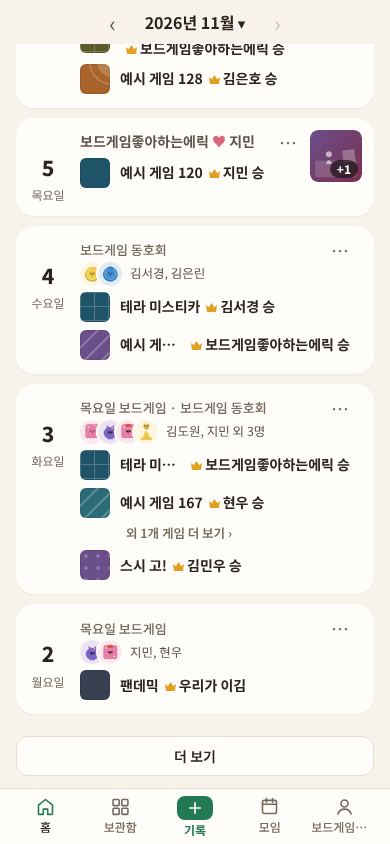 ‹ 2026년 11월 ▾ ›
보드게임좋아하는에릭 승
예시 게임 128 김은호 승
5
목요일
보드게임좋아하는에릭 ♥ 지민 ···
예시 게임 120 지민 승
+1
4
수요일
보드게임 동호회 ···
김서경, 김은린
테라 미스티카 김서경 승
예시 게··· 보드게임좋아하는에릭 승
3
화요일
목요일 보드게임 · 보드게임 동호회 ···
김도원, 지민 외 3명
테라 미··· 보드게임좋아하는에릭 승
예시 게임 167 현우 승
외 1개 게임 더 보기 ›
스시 고! 김민우 승
2
월요일
목요일 보드게임 ···
지민, 현우
팬데믹 우리가 이김
더 보기
홈 보관함 기록 모임 보드게임···